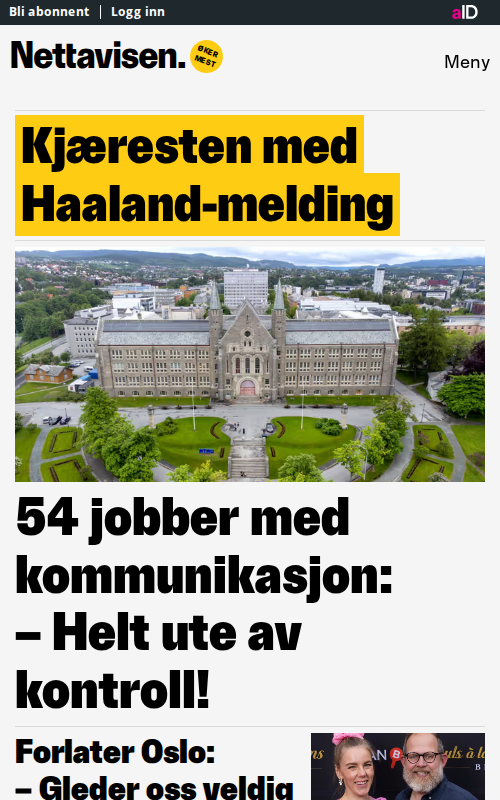 Bli abonnent | Logg inn
aID
Nettavisen.
ØKER
MEST
Meny
Kjæresten med
Haaland-melding
54 jobber med
kommunikasjon:
– Helt ute av
kontroll!
Forlater Oslo:
– Gleder oss veldig